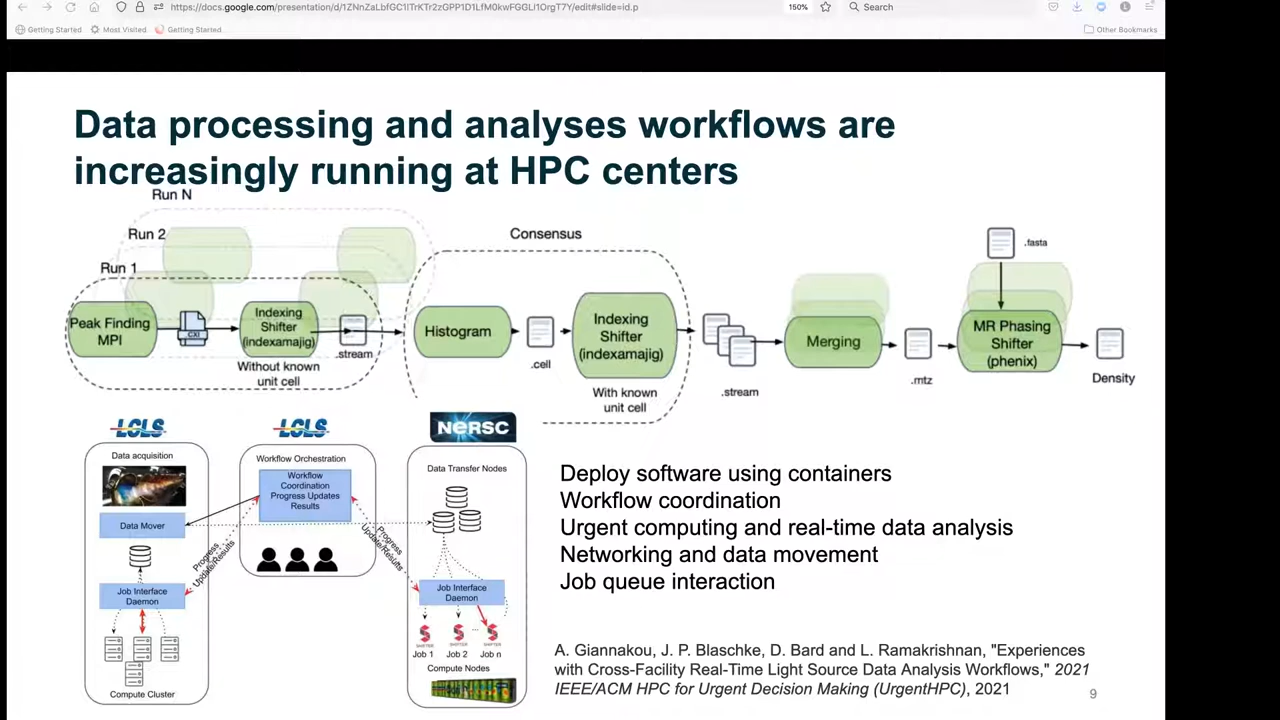 https://docs.google.com/presentation/d/1ZNnZaLbfGC1lTrKTr2zGPP1D1LfM0kwFGGLl1OrgT7Y/edit#slide=id.p
150%
Search
Getting Started
Most Visited
Getting Started
Other Bookmarks
Data processing and analyses workflows are
increasingly running at HPC centers
Run N
Run 2
Run 1
Peak Finding
MPI
CXI
Indexing
Shifter
(indexamajig)
Without known
unit cell
.stream
Consensus
Histogram
.cell
Indexing
Shifter
(indexamajig)
With known
unit cell
.stream
Merging
.mtz
.fasta
MR Phasing
Shifter
(phenix)
Density
LCLS
Data acquisition
Data Mover
Job Interface
Daemon
Compute Cluster
Progress
Update/Results
LCLS
Workflow Orchestration
Workflow
Coordination
Progress Updates
Results
Progress
Update/Results
NERSC
Data Transfer Nodes
Job Interface
Daemon
SHIFTER
SHIFTER
SHIFTER
...
Job 1
Job 2
Job n
Compute Nodes
Deploy software using containers
Workflow coordination
Urgent computing and real-time data analysis
Networking and data movement
Job queue interaction
A. Giannakou, J. P. Blaschke, D. Bard and L. Ramakrishnan, "Experiences
with Cross-Facility Real-Time Light Source Data Analysis Workflows," 2021
IEEE/ACM HPC for Urgent Decision Making (UrgentHPC), 2021
9